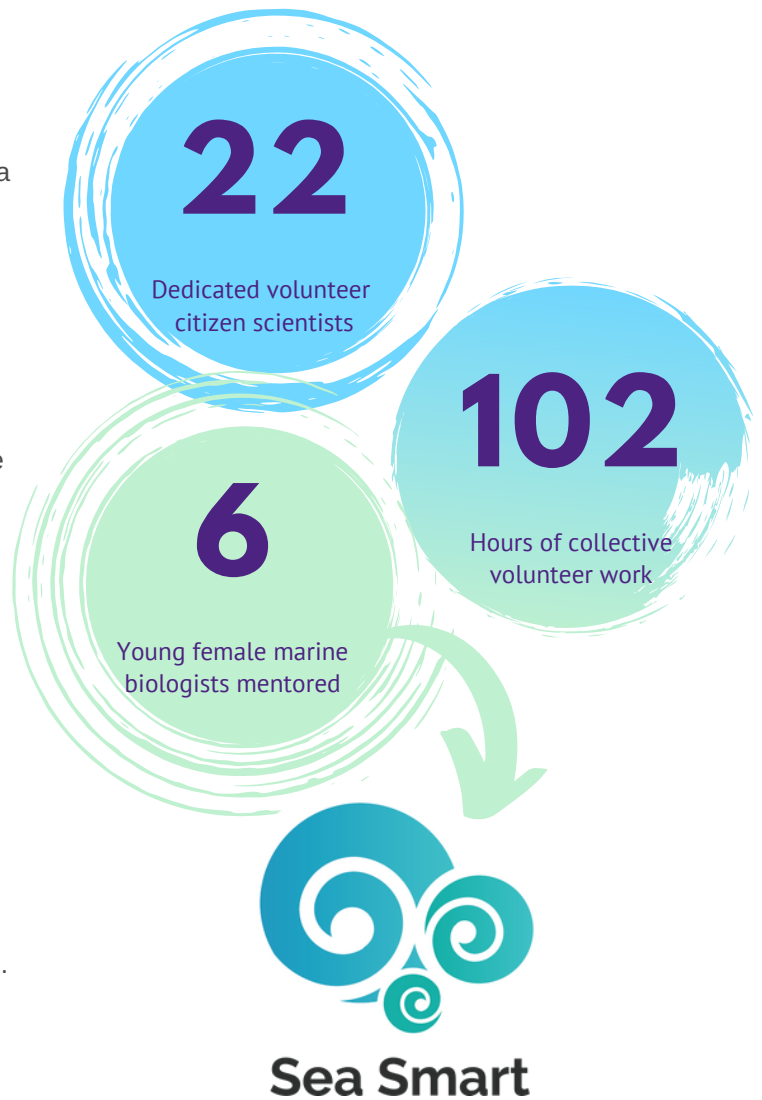 22
a
Dedicated volunteer
citizen scientists
102
e
6
Hours of collective
volunteer work
Young female marine
biologists mentored
.
Sea Smart